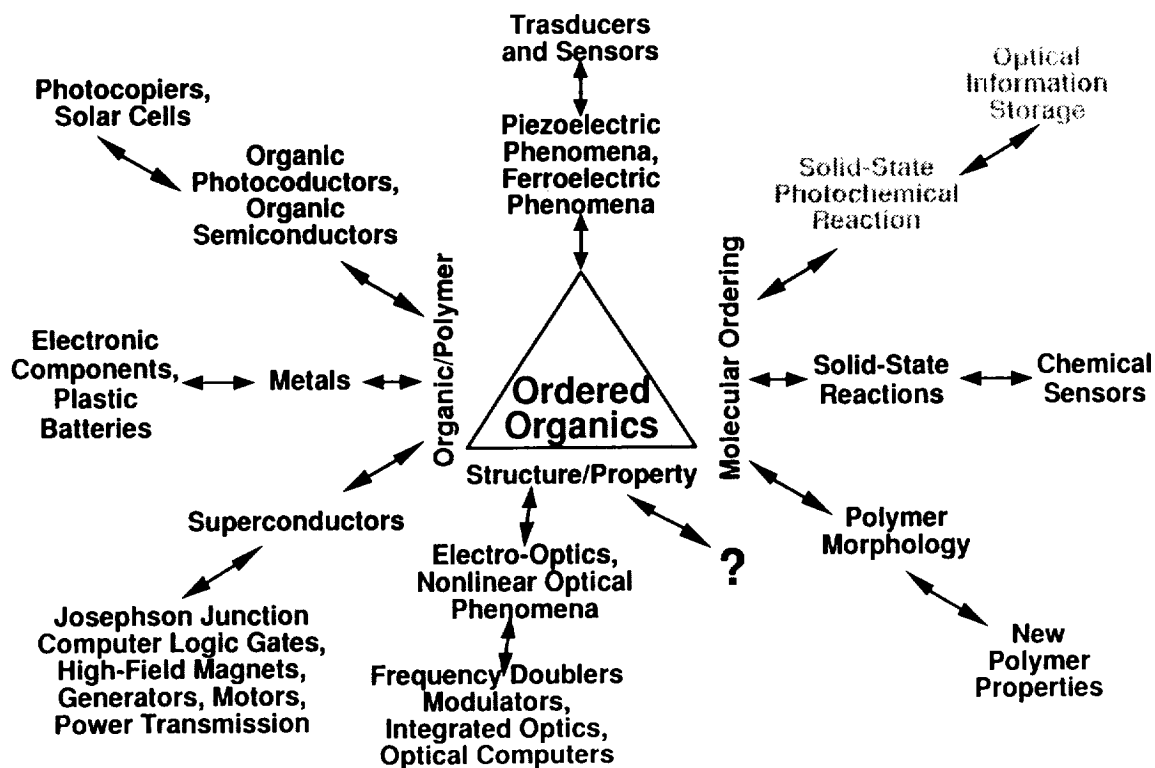 Trasducers
and Sensors
Photocopiers,
Solar Cells
Optical
Information
Storage
Piezoelectric
Phenomena,
Ferroelectric
Phenomena
Organic
Photocoductors,
Organic
Semiconductors
Solid-State
Photochemical
Reaction
Organic/Polymer
Molecular Ordering
Electronic
Components,
Plastic
Batteries
Metals
Ordered
Organics
Solid-State
Reactions
Chemical
Sensors
Structure/Property
Superconductors
Electro-Optics,
Nonlinear Optical
Phenomena
?
Polymer
Morphology
Josephson Junction
Computer Logic Gates,
High-Field Magnets,
Generators, Motors,
Power Transmission
Frequency Doublers
Modulators,
Integrated Optics,
Optical Computers
New
Polymer
Properties